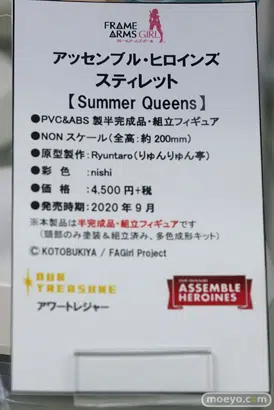 FRAME
ARMS GIRL
アッセンブル・ヒロインズ
スティレット
【Summer Queens】
●PVC&ABS 製半完成品・組立フィギュア
●NON スケール(全高:約 200mm)
●原型製作:Ryuntaro(りゅんりゅん亭)
●彩 色 :nishi
●価 格 :4,500 円+税
●発売時期:2020 年 9 月
※本製品は半完成品・組立フィギュアです
(頭部のみ塗装&組立済み、多色成形キット)
© KOTOBUKIYA / FAGirl Project
OUR
TREASURE
アワートレジャー
ASSEMBLE
HEROINES
www.moeyo.com